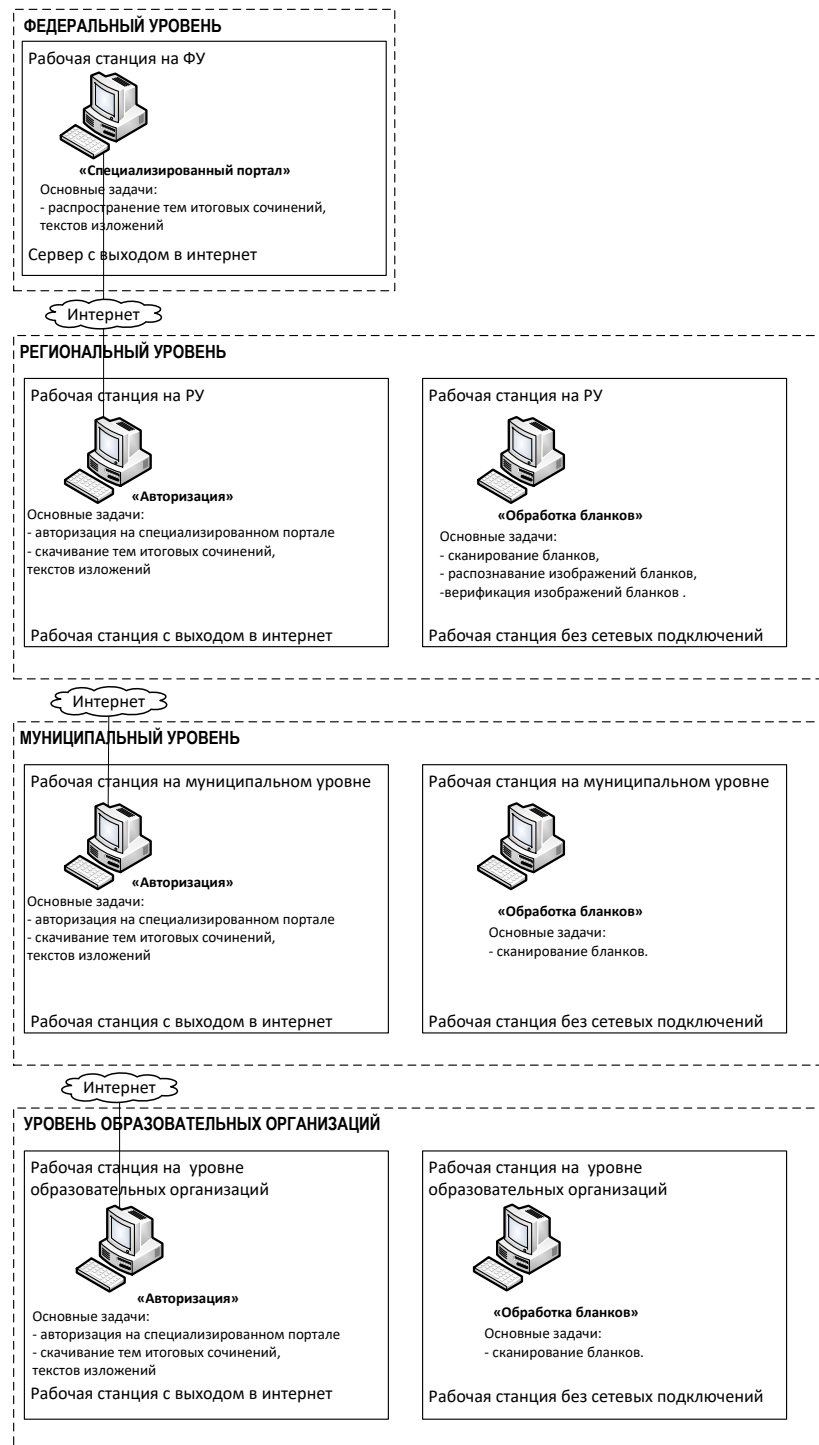 ФЕДЕРАЛЬНЫЙ УРОВЕНЬ
Рабочая станция на ФУ
«Специализированный портал»
Основные задачи:
- распространение тем итоговых сочинений,
текстов изложений
Сервер с выходом в интернет
Интернет
РЕГИОНАЛЬНЫЙ УРОВЕНЬ
Рабочая станция на РУ
«Авторизация»
Основные задачи:
- авторизация на специализированном портале
- скачивание тем итоговых сочинений,
текстов изложений
Рабочая станция с выходом в интернет
Рабочая станция на РУ
«Обработка бланков»
Основные задачи:
- сканирование бланков,
- распознавание изображений бланков,
-верификация изображений бланков .
Рабочая станция без сетевых подключений
Интернет
МУНИЦИПАЛЬНЫЙ УРОВЕНЬ
Рабочая станция на муниципальном уровне
«Авторизация»
Основные задачи:
- авторизация на специализированном портале
- скачивание тем итоговых сочинений,
текстов изложений
Рабочая станция с выходом в интернет
Рабочая станция на муниципальном уровне
«Обработка бланков»
Основные задачи:
- сканирование бланков.
Рабочая станция без сетевых подключений
Интернет
УРОВЕНЬ ОБРАЗОВАТЕЛЬНЫХ ОРГАНИЗАЦИЙ
Рабочая станция на уровне
образовательных организаций
«Авторизация»
Основные задачи:
- авторизация на специализированном портале
- скачивание тем итоговых сочинений,
текстов изложений
Рабочая станция с выходом в интернет
Рабочая станция на уровне
образовательных организаций
«Обработка бланков»
Основные задачи:
- сканирование бланков.
Рабочая станция без сетевых подключений